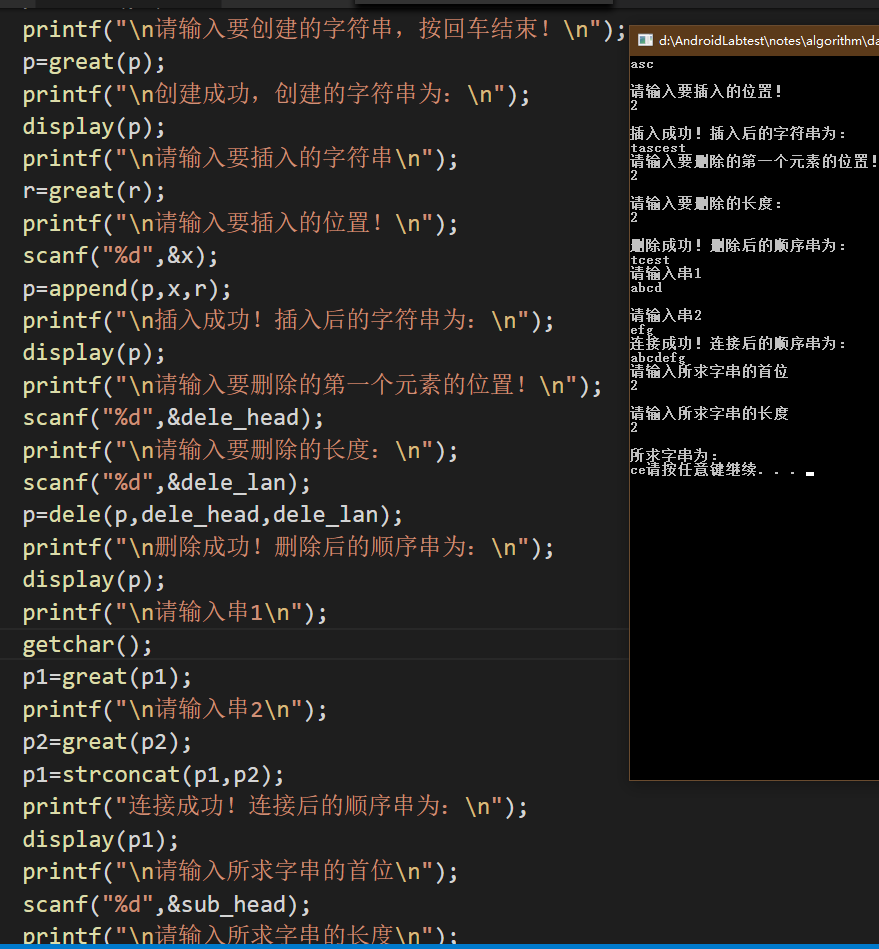 printf("\n请输入要创建的字符串，按回车结束！\n");
p=great(p);
printf("\n创建成功，创建的字符串为：\n");
display(p);
printf("\n请输入要插入的字符串\n");
r=great(r);
printf("\n请输入要插入的位置！\n");
scanf("%d",&x);
p=append(p,x,r);
printf("\n插入成功！插入后的字符串为：\n");
display(p);
printf("\n请输入要删除的第一个元素的位置！\n");
scanf("%d",&dele_head);
printf("\n请输入要删除的长度：\n");
scanf("%d",&dele_lan);
p=dele(p,dele_head,dele_lan);
printf("\n删除成功！删除后的顺序串为：\n");
display(p);
printf("\n请输入串1\n");
getchar();
p1=great(p1);
printf("\n请输入串2\n");
p2=great(p2);
p1=strconcat(p1,p2);
printf("连接成功！连接后的顺序串为：\n");
display(p1);
printf("\n请输入所求字串的首位\n");
scanf("%d",&sub_head);
printf("\n请输入所求字串的长度\n");
d:\AndroidLabtest\notes\algorithm\da
asc
请输入要插入的位置！
2
插入成功！插入后的字符串为：
tascest
请输入要删除的第一个元素的位置！
2
请输入要删除的长度：
2
删除成功！删除后的顺序串为：
tcest
请输入串1
abcd
请输入串2
efg
连接成功！连接后的顺序串为：
abcdefg
请输入所求字串的首位
2
请输入所求字串的长度
2
所求字串为：
ce请按任意键继续. . .